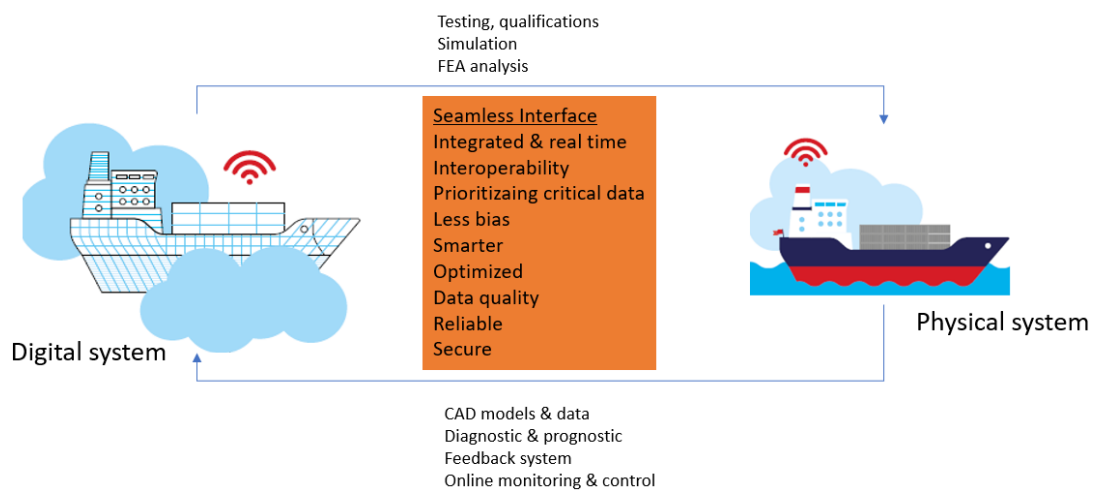 Testing, qualifications
Simulation
FEA analysis
Seamless Interface
Integrated & real time
Interoperability
Prioritizaing critical data
Less bias
Smarter
Optimized
Data quality
Reliable
Secure
Digital system
Physical system
CAD models & data
Diagnostic & prognostic
Feedback system
Online monitoring & control